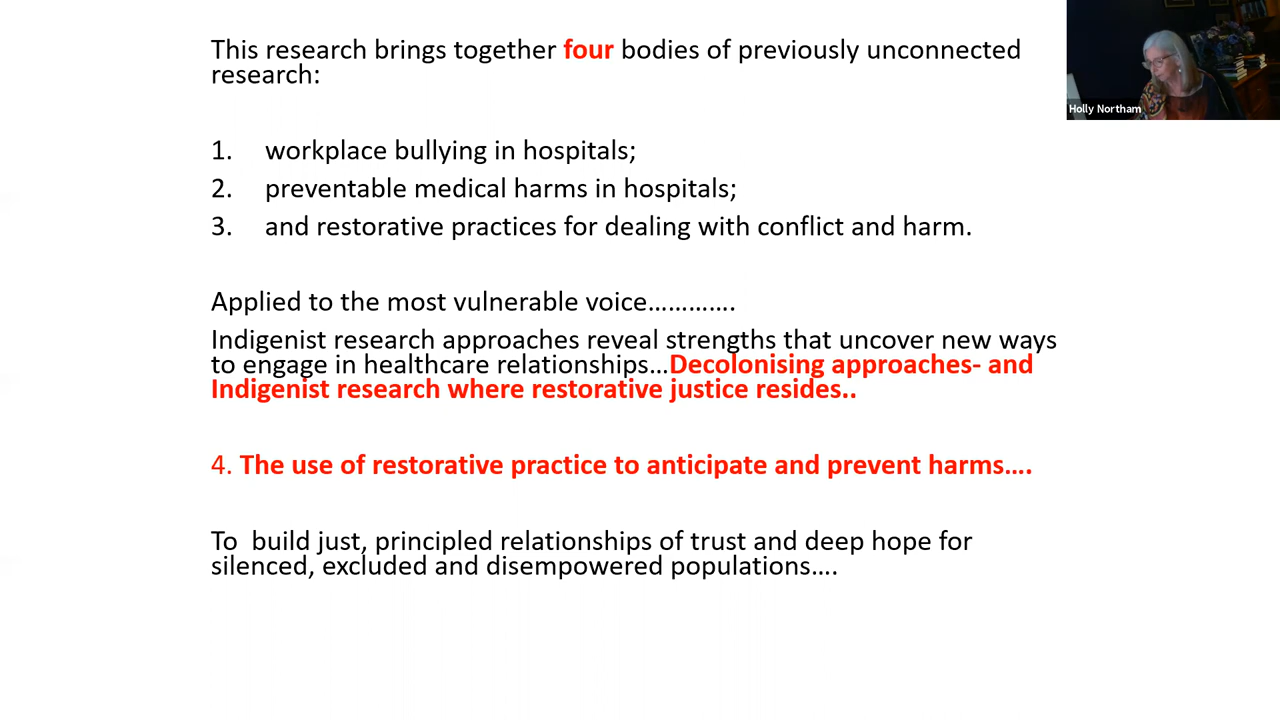 This research brings together four bodies of previously unconnected
research:
1. workplace bullying in hospitals;
2. preventable medical harms in hospitals;
3. and restorative practices for dealing with conflict and harm.
Applied to the most vulnerable voice………….
Indigenist research approaches reveal strengths that uncover new ways
to engage in healthcare relationships…Decolonising approaches- and
Indigenist research where restorative justice resides..
4. The use of restorative practice to anticipate and prevent harms….
To  build just, principled relationships of trust and deep hope for
silenced, excluded and disempowered populations….
Holly Northam